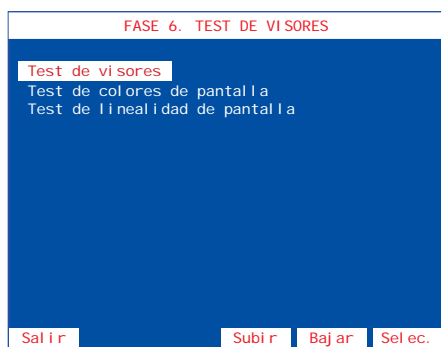 FASE 6. TEST DE VISORES
Test de visores
Test de colores de pantalla
Test de linealidad de pantalla
Salir Subir Bajar Selec.